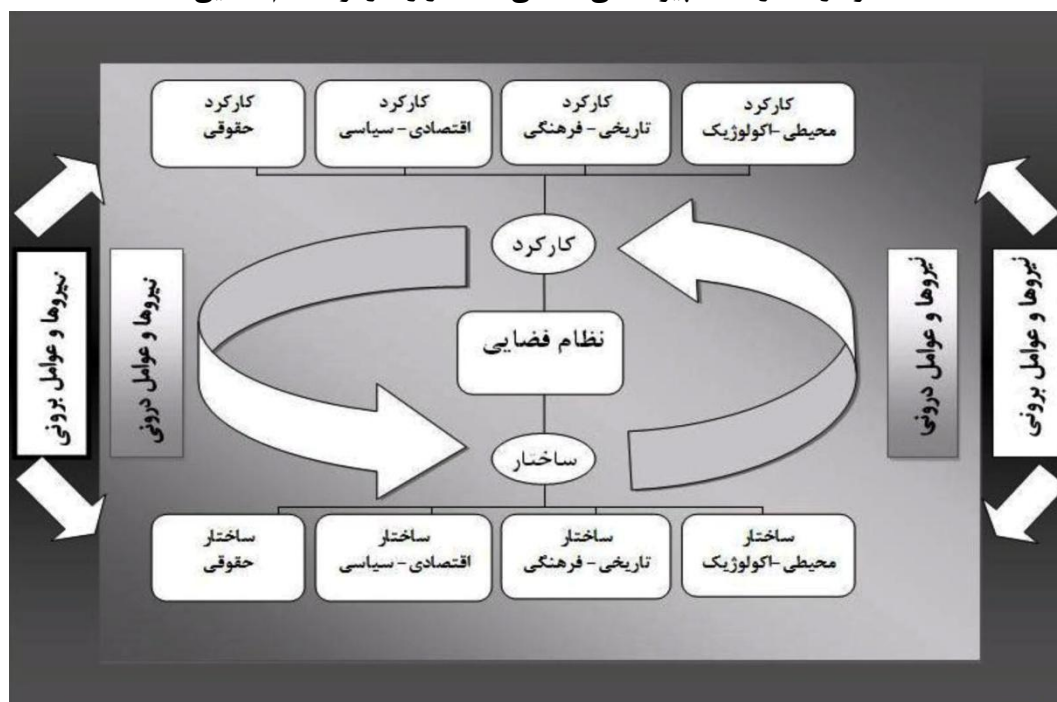 کارکرد
محیطی-اکولوژیک
کارکرد
تاریخی - فرهنگی
کارکرد
اقتصادی - سیاسی
کارکرد
حقوقی
کارکرد
نظام فضایی
ساختار
نیروها و عوامل برونی
نیروها و عوامل درونی
نیروها و عوامل درونی
نیروها و عوامل برونی
ساختار
محیطی-اکولوژیک
ساختار
تاریخی - فرهنگی
ساختار
اقتصادی - سیاسی
ساختار
حقوقی